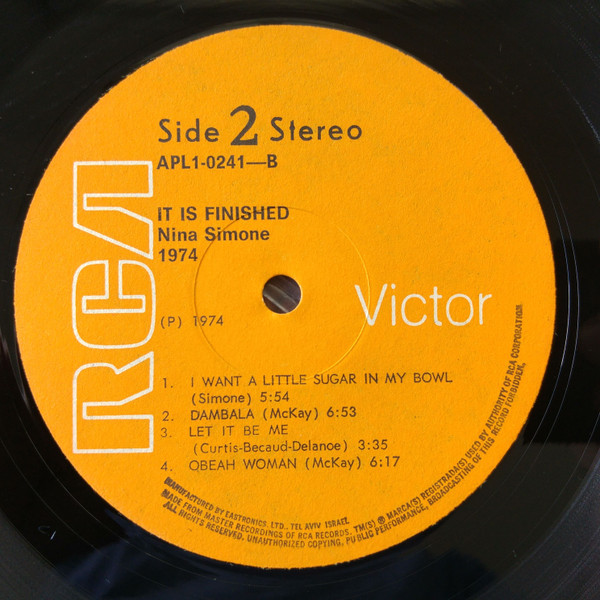 RCA
Side 2 Stereo
APL1-0241—B
IT IS FINISHED
Nina Simone
1974
Victor
(P) 1974
1. I WANT A LITTLE SUGAR IN MY BOWL
(Simone) 5:54
2. DAMBALA (McKay) 6:53
3. LET IT BE ME
(Curtis-Becaud-Delanoe) 3:35
4. OBEAH WOMAN (McKay) 6:17
MANUFACTURED BY EASTRONICS, LTD., TEL AVIV ISRAEL
MADE FROM MASTER RECORDINGS OF RCA RECORDS. TM(S) ® MARCA(S) REGISTRADA(S) USED BY AUTHORITY OF RCA CORPORATION.
ALL RIGHTS RESERVED. UNAUTHORIZED COPYING, PUBLIC PERFORMANCE, BROADCASTING OF THIS RECORD FORBIDDEN.